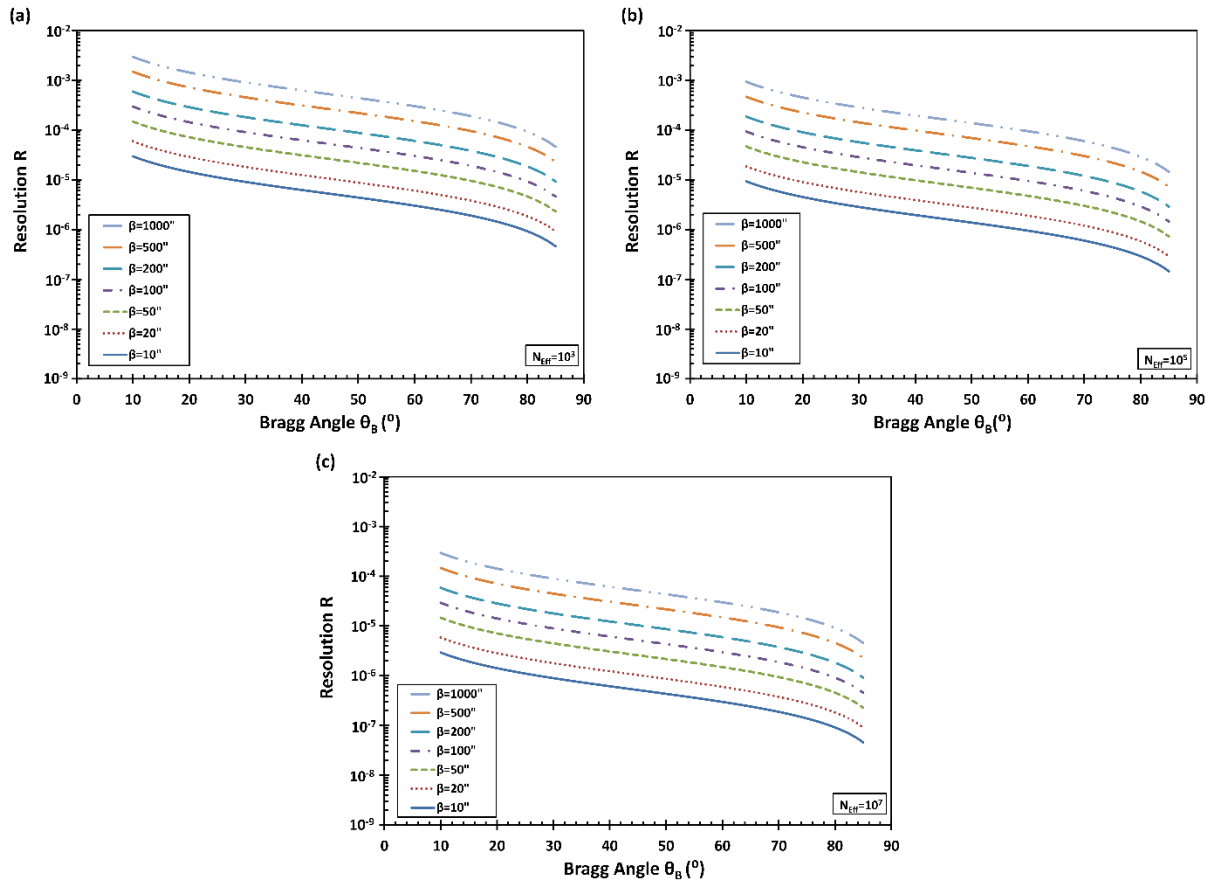 (a)
Resolution R
10⁻²
10⁻³
10⁻⁴
10⁻⁵
10⁻⁶
10⁻⁷
10⁻⁸
10⁻⁹
β=1000"
β=500"
β=200"
β=100"
β=50"
β=20"
β=10"
N_Eff=10³
0 10 20 30 40 50 60 70 80 90
Bragg Angle θ_B (⁰)
(b)
Resolution R
10⁻²
10⁻³
10⁻⁴
10⁻⁵
10⁻⁶
10⁻⁷
10⁻⁸
10⁻⁹
β=1000"
β=500"
β=200"
β=100"
β=50"
β=20"
β=10"
N_Eff=10⁵
0 10 20 30 40 50 60 70 80 90
Bragg Angle θ_B(⁰)
(c)
Resolution R
10⁻²
10⁻³
10⁻⁴
10⁻⁵
10⁻⁶
10⁻⁷
10⁻⁸
10⁻⁹
β=1000"
β=500"
β=200"
β=100"
β=50"
β=20"
β=10"
N_Eff=10⁷
0 10 20 30 40 50 60 70 80 90
Bragg Angle θ_B (⁰)